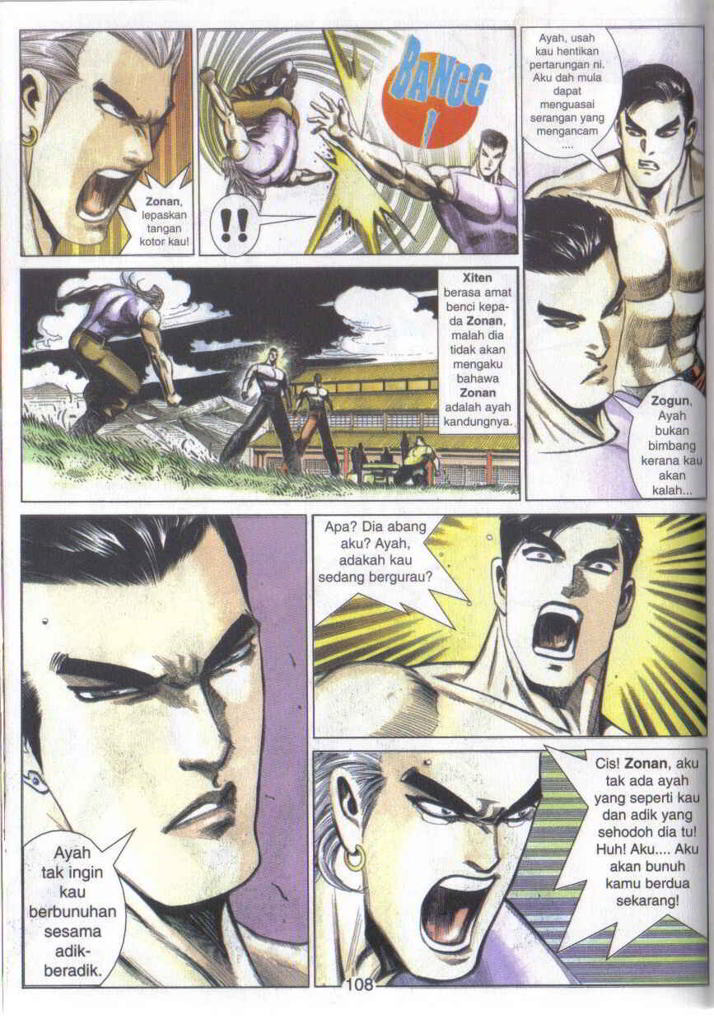 Zonan,
lepaskan
tangan
kotor kau!
BANGG
!
!!
Ayah, usah
kau hentikan
pertarungan ni.
Aku dah mula
dapat
menguasai
serangan yang
mengancam
....
Xiten
berasa amat
benci kepa-
da Zonan,
malah dia
tidak akan
mengaku
bahawa
Zonan
adalah ayah
kandungnya.
Zogun,
Ayah
bukan
bimbang
kerana kau
akan
kalah...
Ayah
tak ingin
kau
berbunuhan
sesama
adik-
beradik.
Apa? Dia abang
aku? Ayah,
adakah kau
sedang bergurau?
Cis! Zonan, aku
tak ada ayah
yang seperti kau
dan adik yang
sehodoh dia tu!
Huh! Aku.... Aku
akan bunuh
kamu berdua
sekarang!
108